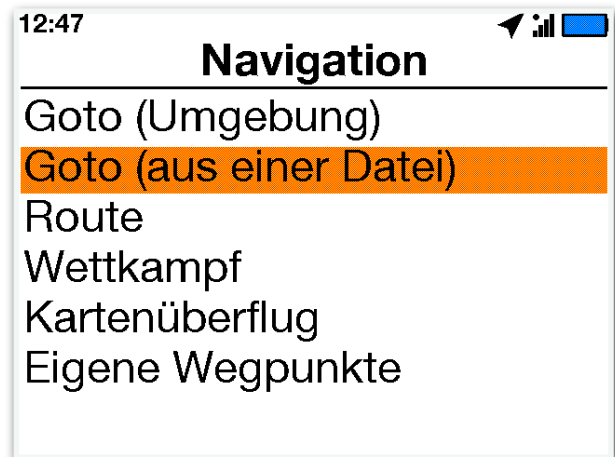 12:47
Navigation
Goto (Umgebung)
Goto (aus einer Datei)
Route
Wettkampf
Kartenüberflug
Eigene Wegpunkte